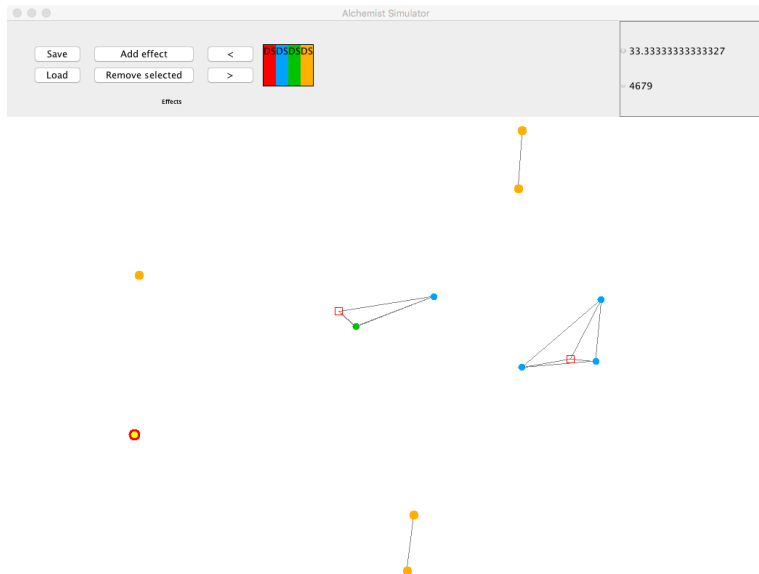 Alchemist Simulator
Save Add effect < DSDSDSDS 33.33333333333327
Load Remove selected > 4679
Effects